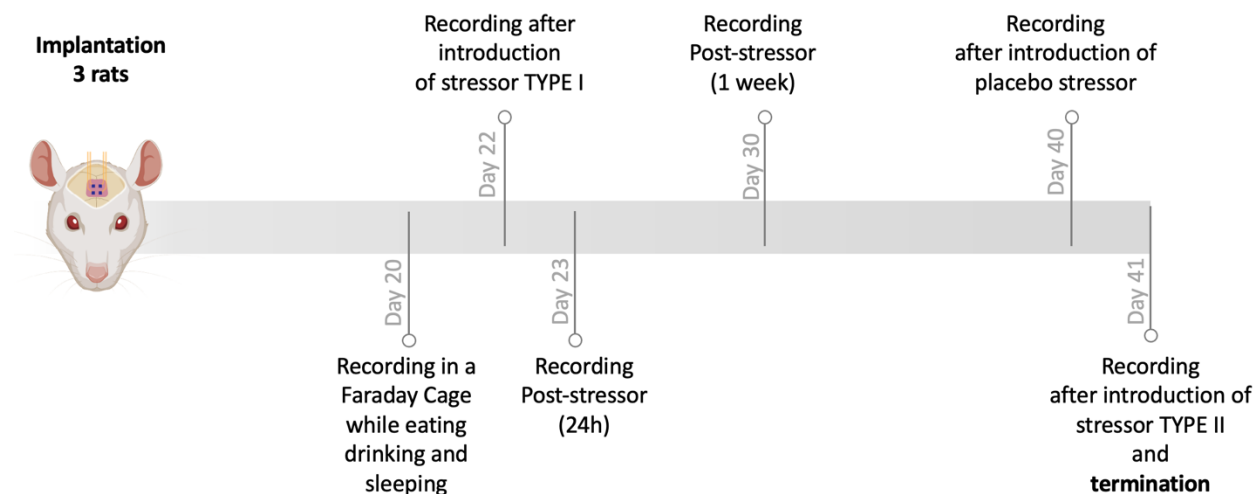 Implantation
3 rats
Recording after
introduction
of stressor TYPE I
Recording
Post-stressor
(1 week)
Recording
after introduction of
placebo stressor
Day 22
Day 30
Day 40
Day 20
Day 23
Day 41
Recording in a
Faraday Cage
while eating
drinking and
sleeping
Recording
Post-stressor
(24h)
Recording
after introduction of
stressor TYPE II
and
termination